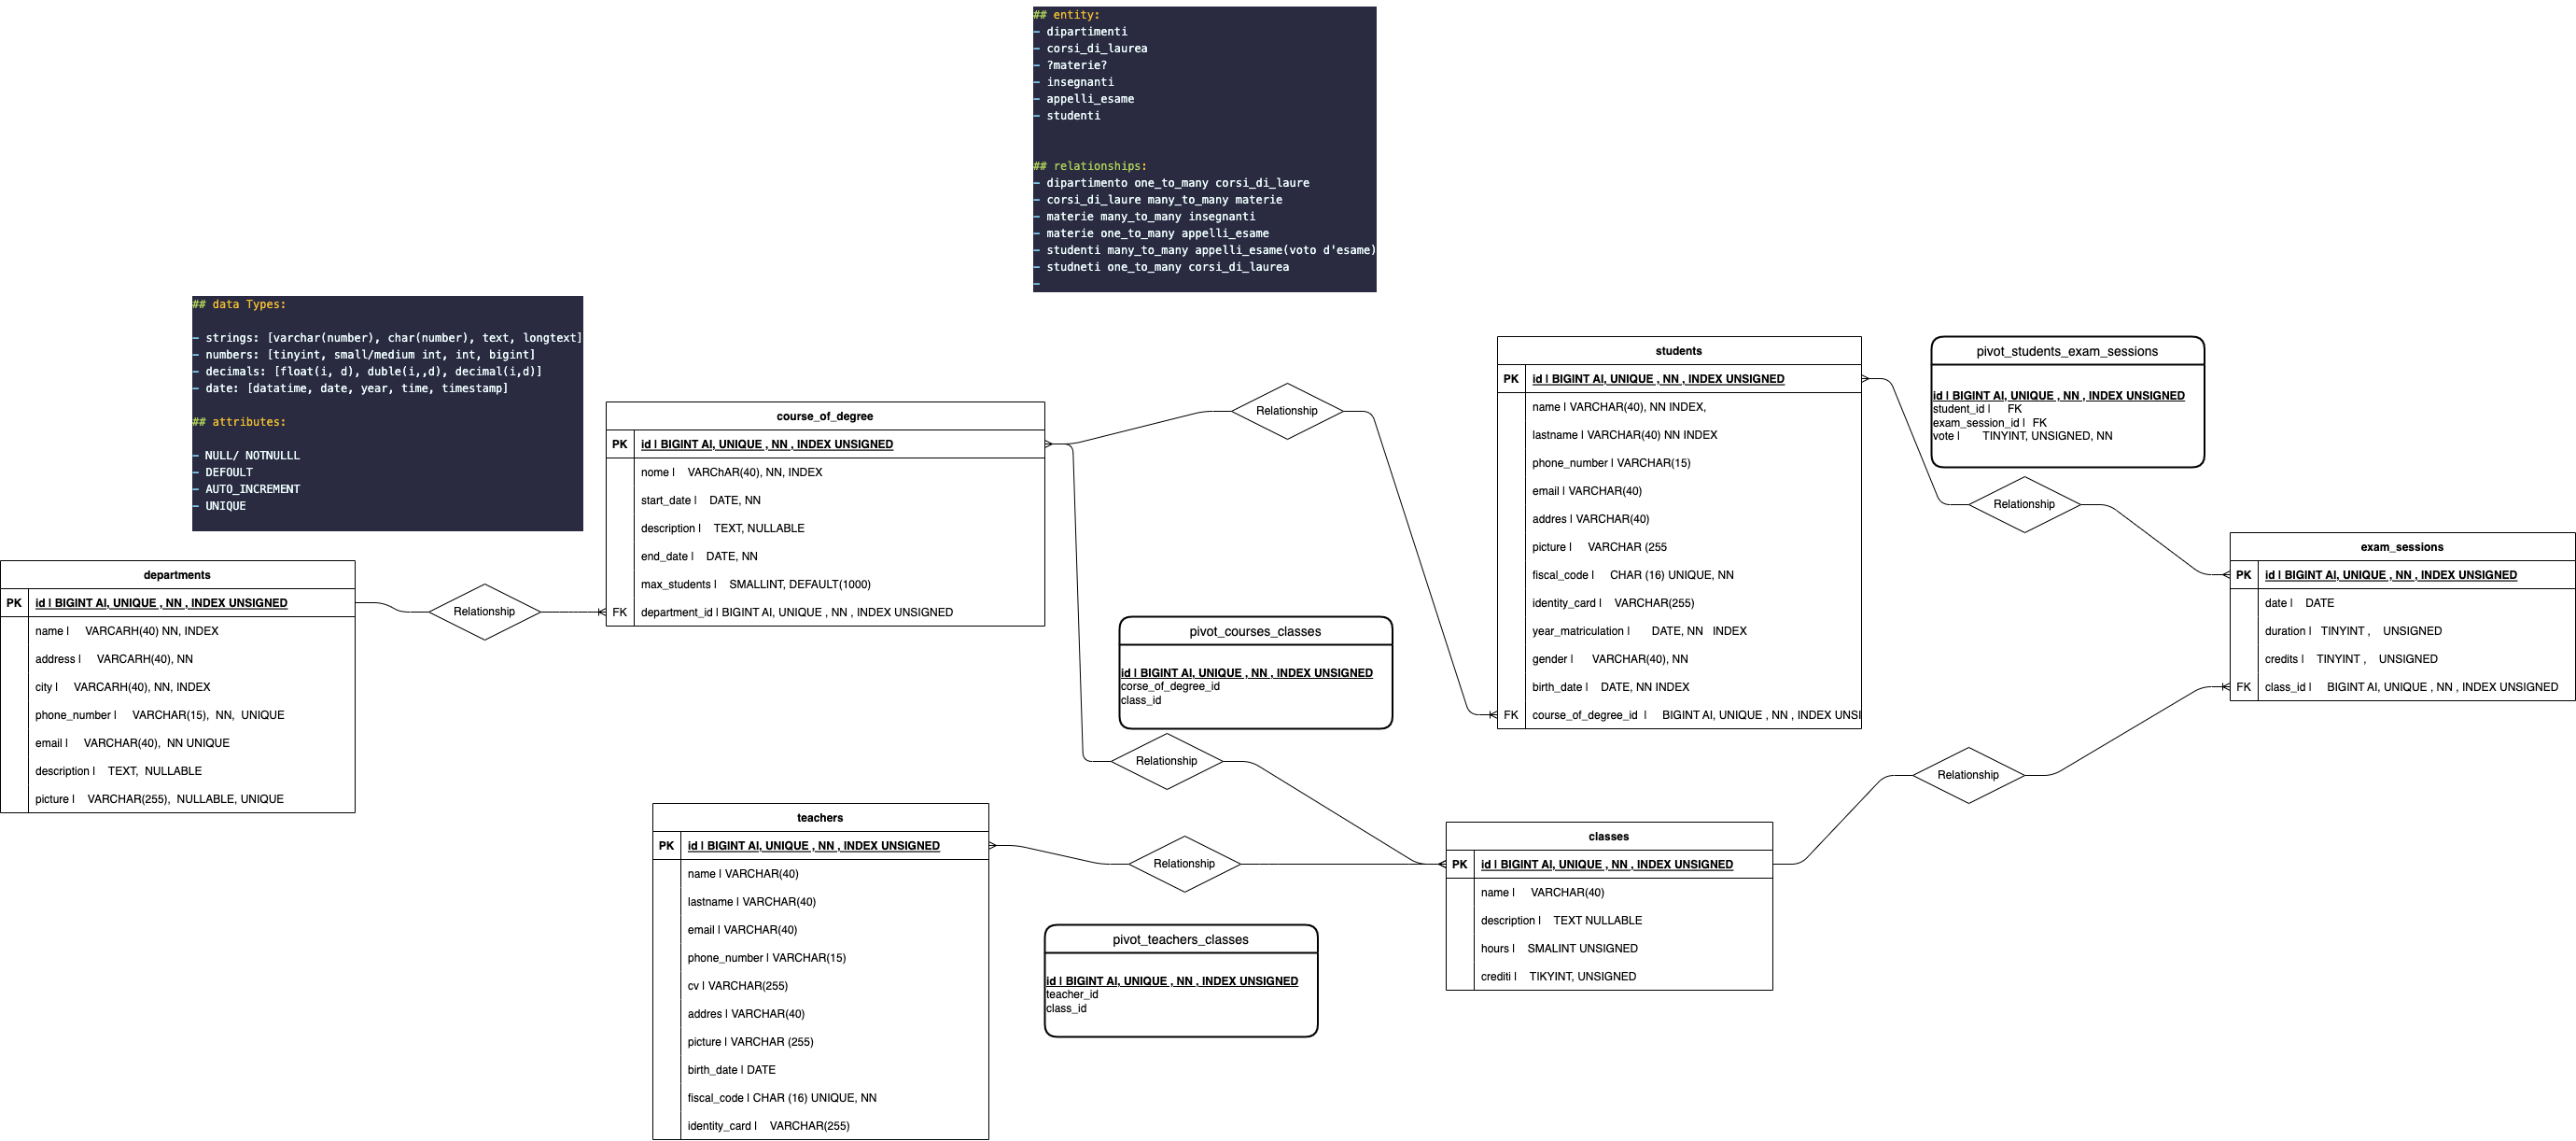 ## entity:
- dipartimenti
- corsi_di_laurea
- ?materie?
- insegnanti
- appelli_esame
- studenti
## relationships:
- dipartimento one_to_many corsi_di_laure
- corsi_di_laure many_to_many materie
- materie many_to_many insegnanti
- materie one_to_many appelli_esame
- studenti many_to_many appelli_esame(voto d'esame)
- studneti one_to_many corsi_di_laurea
-
## data Types:
- strings: [varchar(number), char(number), text, longtext]
- numbers: [tinyint, small/medium int, int, bigint]
- decimals: [float(i, d), duble(i,,d), decimal(i,d)]
- date: [datatime, date, year, time, timestamp]
## attributes:
- NULL/ NOTNULLL
- DEFOULT
- AUTO_INCREMENT
- UNIQUE
departments
PK id | BIGINT AI, UNIQUE , NN , INDEX UNSIGNED
name | VARCARH(40) NN, INDEX
address | VARCARH(40), NN
city | VARCARH(40), NN, INDEX
phone_number | VARCHAR(15), NN, UNIQUE
email | VARCHAR(40), NN UNIQUE
description | TEXT, NULLABLE
picture | VARCHAR(255), NULLABLE, UNIQUE
Relationship
course_of_degree
PK id | BIGINT AI, UNIQUE , NN , INDEX UNSIGNED
nome | VARChAR(40), NN, INDEX
start_date | DATE, NN
description | TEXT, NULLABLE
end_date | DATE, NN
max_students | SMALLINT, DEFAULT(1000)
FK department_id | BIGINT AI, UNIQUE , NN , INDEX UNSIGNED
Relationship
students
PK id | BIGINT AI, UNIQUE , NN , INDEX UNSIGNED
name | VARCHAR(40), NN INDEX,
lastname | VARCHAR(40) NN INDEX
phone_number | VARCHAR(15)
email | VARCHAR(40)
addres | VARCHAR(40)
picture | VARCHAR (255
fiscal_code | CHAR (16) UNIQUE, NN
identity_card | VARCHAR(255)
year_matriculation | DATE, NN INDEX
gender | VARCHAR(40), NN
birth_date | DATE, NN INDEX
FK course_of_degree_id | BIGINT AI, UNIQUE , NN , INDEX UNSI
pivot_students_exam_sessions
id | BIGINT AI, UNIQUE , NN , INDEX UNSIGNED
student_id | FK
exam_session_id | FK
vote | TINYINT, UNSIGNED, NN
Relationship
exam_sessions
PK id | BIGINT AI, UNIQUE , NN , INDEX UNSIGNED
date | DATE
duration | TINYINT , UNSIGNED
credits | TINYINT , UNSIGNED
FK class_id | BIGINT AI, UNIQUE , NN , INDEX UNSIGNED
pivot_courses_classes
id | BIGINT AI, UNIQUE , NN , INDEX UNSIGNED
corse_of_degree_id
class_id
Relationship
Relationship
teachers
PK id | BIGINT AI, UNIQUE , NN , INDEX UNSIGNED
name | VARCHAR(40)
lastname | VARCHAR(40)
email | VARCHAR(40)
phone_number | VARCHAR(15)
cv | VARCHAR(255)
addres | VARCHAR(40)
picture | VARCHAR (255)
birth_date | DATE
fiscal_code | CHAR (16) UNIQUE, NN
identity_card | VARCHAR(255)
Relationship
pivot_teachers_classes
id | BIGINT AI, UNIQUE , NN , INDEX UNSIGNED
teacher_id
class_id
classes
PK id | BIGINT AI, UNIQUE , NN , INDEX UNSIGNED
name | VARCHAR(40)
description | TEXT NULLABLE
hours | SMALINT UNSIGNED
crediti | TIKYINT, UNSIGNED